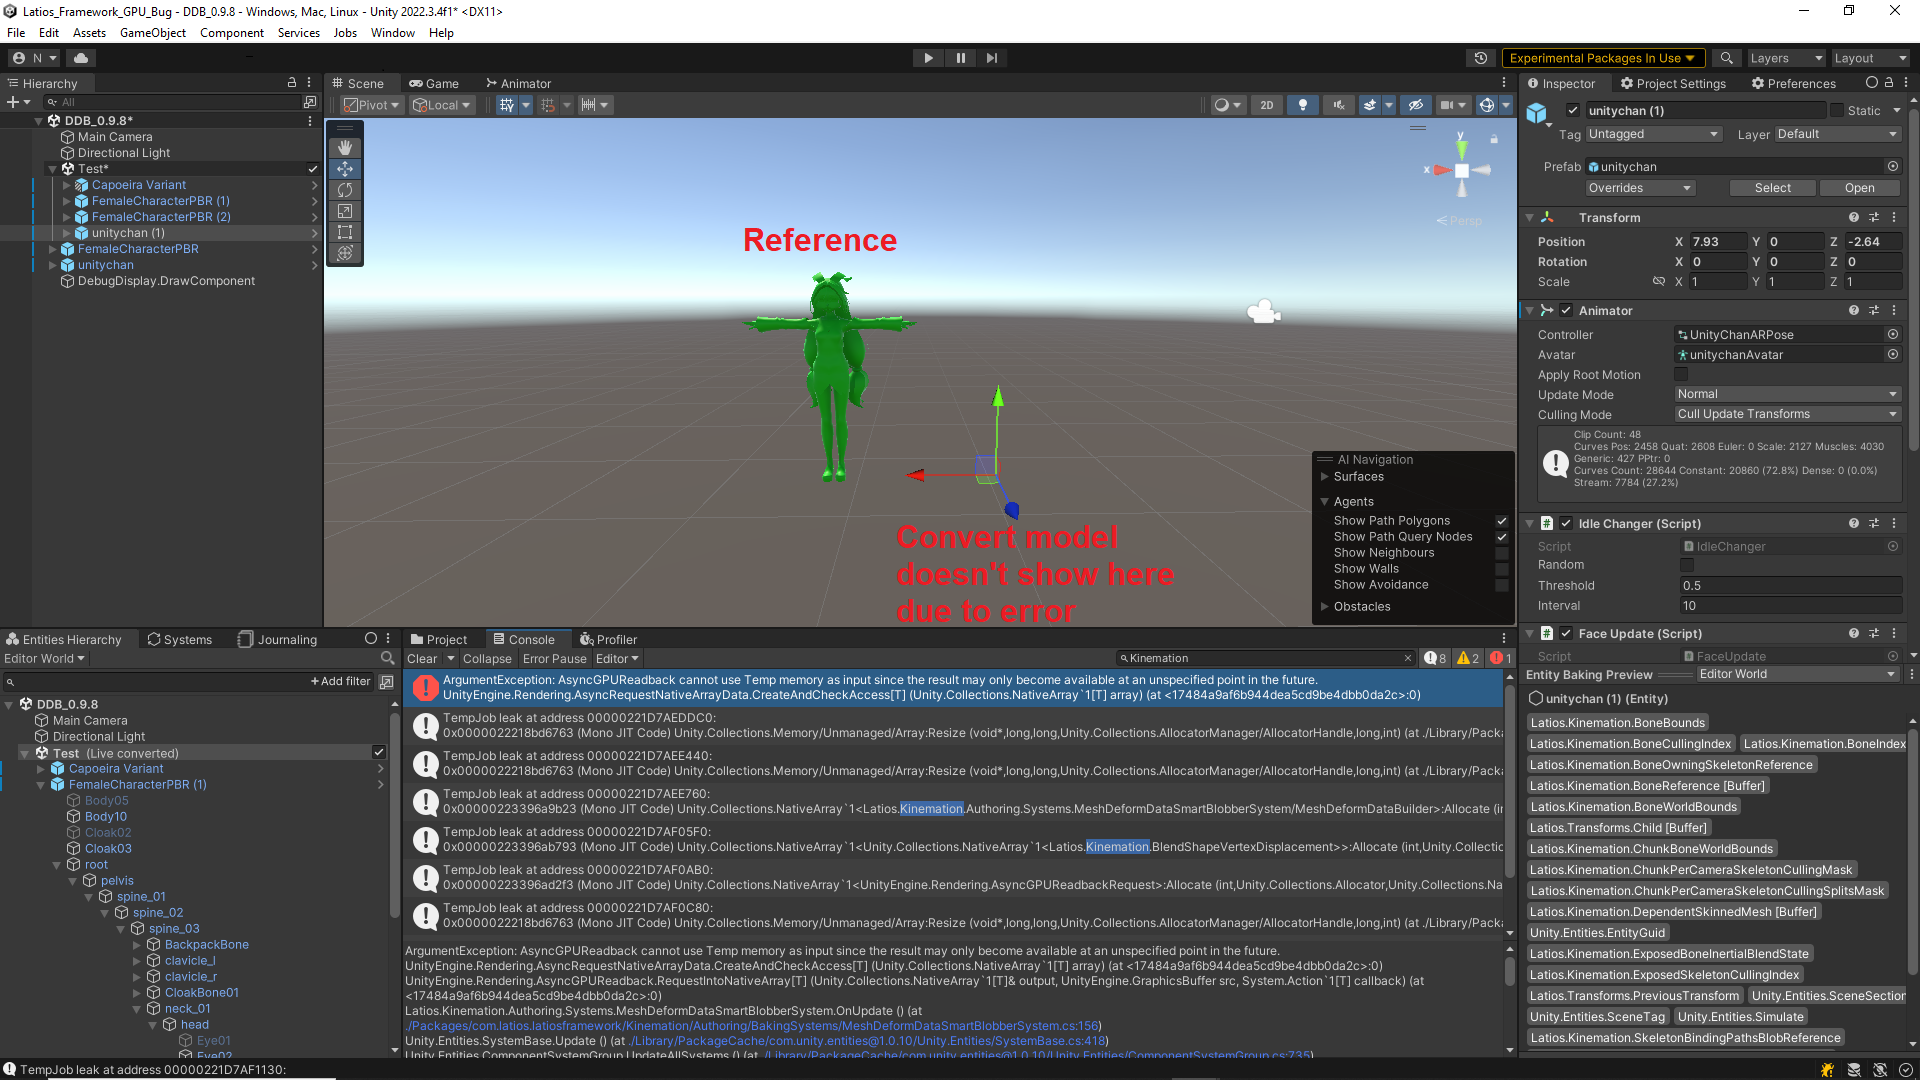 Latios_Framework_GPU_Bug - DDB_0.9.8 - Windows, Mac, Linux - Unity 2022.3.4f1* <DX11>
File Edit Assets GameObject Component Services Jobs Window Help
N
Experimental Packages In Use
Layers
Layout
Hierarchy
All
DDB_0.9.8*
Main Camera
Directional Light
Test*
Capoeira Variant
FemaleCharacterPBR (1)
FemaleCharacterPBR (2)
unitychan (1)
FemaleCharacterPBR
unitychan
DebugDisplay.DrawComponent
Scene Game Animator
Pivot Local
2D
y
x
Persp
Reference
Convert model
doesn't show here
due to error
AI Navigation
Surfaces
Agents
Show Path Polygons
Show Path Query Nodes
Show Neighbours
Show Walls
Show Avoidance
Obstacles
Inspector Project Settings Preferences
unitychan (1)
Static
Tag Untagged Layer Default
Prefab unitychan
Overrides Select Open
Transform
Position X 7.93 Y 0 Z -2.64
Rotation X 0 Y 0 Z 0
Scale X 1 Y 1 Z 1
Animator
Controller UnityChanARPose
Avatar unitychanAvatar
Apply Root Motion
Update Mode Normal
Culling Mode Cull Update Transforms
Clip Count: 48
Curves Pos: 2458 Quat: 2608 Euler: 0 Scale: 2127 Muscles: 4030
Generic: 427 PPtr: 0
Curves Count: 28644 Constant: 20860 (72.8%) Dense: 0 (0.0%)
Stream: 7784 (27.2%)
Idle Changer (Script)
Script IdleChanger
Random
Threshold 0.5
Interval 10
Face Update (Script)
Script FaceUpdate
Entities Hierarchy Systems Journaling
Editor World
Add filter
DDB_0.9.8
Main Camera
Directional Light
Test (Live converted)
Capoeira Variant
FemaleCharacterPBR (1)
Body05
Body10
Cloak02
Cloak03
root
pelvis
spine_01
spine_02
spine_03
BackpackBone
clavicle_l
clavicle_r
CloakBone01
neck_01
head
Eye01
Eye02
Project Console Profiler
Clear Collapse Error Pause Editor
Kinemation
8 2 1
ArgumentException: AsyncGPUReadback cannot use Temp memory as input since the result may only become available at an unspecified point in the future.
UnityEngine.Rendering.AsyncRequestNativeArrayData.CreateAndCheckAccess[T] (Unity.Collections.NativeArray`1[T] array) (at <17484a9af6b944dea5cd9be4dbb0da2c>:0)
TempJob leak at address 00000221D7AEDDC0:
0x0000022218bd6763 (Mono JIT Code) Unity.Collections.Memory/Unmanaged/Array:Resize (void*,long,long,Unity.Collections.AllocatorManager/AllocatorHandle,long,int) (at ./Library/Packa
TempJob leak at address 00000221D7AEE440:
0x0000022218bd6763 (Mono JIT Code) Unity.Collections.Memory/Unmanaged/Array:Resize (void*,long,long,Unity.Collections.AllocatorManager/AllocatorHandle,long,int) (at ./Library/Packa
TempJob leak at address 00000221D7AEE760:
0x00000223396a9b23 (Mono JIT Code) Unity.Collections.NativeArray`1<Latios.Kinemation.Authoring.Systems.MeshDeformDataSmartBlobberSystem/MeshDeformDataBuilder>:Allocate (in
TempJob leak at address 00000221D7AF05F0:
0x00000223396ab793 (Mono JIT Code) Unity.Collections.NativeArray`1<Unity.Collections.NativeArray`1<Latios.Kinemation.BlendShapeVertexDisplacement>>:Allocate (int,Unity.Collectio
TempJob leak at address 00000221D7AF0AB0:
0x00000223396ad2f3 (Mono JIT Code) Unity.Collections.NativeArray`1<UnityEngine.Rendering.AsyncGPUReadbackRequest>:Allocate (int,Unity.Collections.Allocator,Unity.Collections.Na
TempJob leak at address 00000221D7AF0C80:
0x0000022218bd6763 (Mono JIT Code) Unity.Collections.Memory/Unmanaged/Array:Resize (void*,long,long,Unity.Collections.AllocatorManager/AllocatorHandle,long,int) (at ./Library/Packa
ArgumentException: AsyncGPUReadback cannot use Temp memory as input since the result may only become available at an unspecified point in the future.
UnityEngine.Rendering.AsyncRequestNativeArrayData.CreateAndCheckAccess[T] (Unity.Collections.NativeArray`1[T] array) (at <17484a9af6b944dea5cd9be4dbb0da2c>:0)
UnityEngine.Rendering.AsyncGPUReadback.RequestIntoNativeArray[T] (Unity.Collections.NativeArray`1[T]& output, UnityEngine.GraphicsBuffer src, System.Action`1[T] callback) (at
<17484a9af6b944dea5cd9be4dbb0da2c>:0)
Latios.Kinemation.Authoring.Systems.MeshDeformDataSmartBlobberSystem.OnUpdate () (at
./Packages/com.latios.latiosframework/Kinemation/Authoring/BakingSystems/MeshDeformDataSmartBlobberSystem.cs:156)
Unity.Entities.SystemBase.Update () (at ./Library/PackageCache/com.unity.entities@1.0.10/Unity.Entities/SystemBase.cs:418)
Unity.Entities.ComponentSystemGroup.UpdateAllSystems () (at ./Library/PackageCache/com.unity.entities@1.0.10/Unity.Entities/ComponentSystemGroup.cs:735)
Entity Baking Preview Editor World
unitychan (1) (Entity)
Latios.Kinemation.BoneBounds
Latios.Kinemation.BoneCullingIndex Latios.Kinemation.BoneIndex
Latios.Kinemation.BoneOwningSkeletonReference
Latios.Kinemation.BoneReference [Buffer]
Latios.Kinemation.BoneWorldBounds
Latios.Transforms.Child [Buffer]
Latios.Kinemation.ChunkBoneWorldBounds
Latios.Kinemation.ChunkPerCameraSkeletonCullingMask
Latios.Kinemation.ChunkPerCameraSkeletonCullingSplitsMask
Latios.Kinemation.DependentSkinnedMesh [Buffer]
Unity.Entities.EntityGuid
Latios.Kinemation.ExposedBoneInertialBlendState
Latios.Kinemation.ExposedSkeletonCullingIndex
Latios.Transforms.PreviousTransform Unity.Entities.SceneSection
Unity.Entities.SceneTag Unity.Entities.Simulate
Latios.Kinemation.SkeletonBindingPathsBlobReference
TempJob leak at address 00000221D7AF1130: